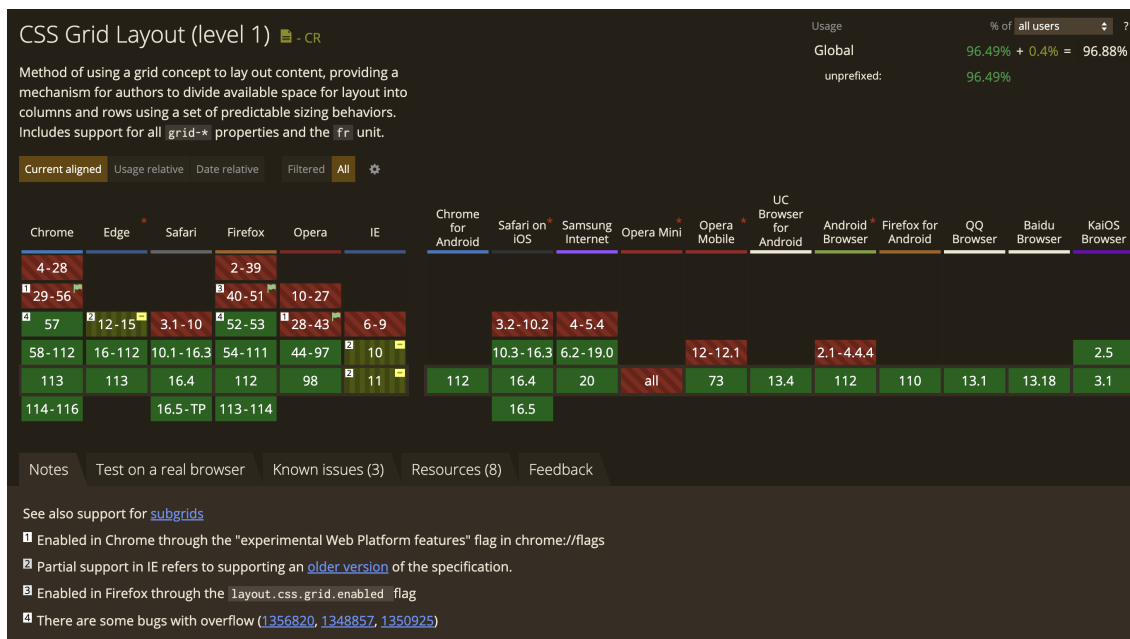 CSS Grid Layout (level 1) - CR
Usage % of all users ?
Global 96.49% + 0.4% = 96.88%
unprefixed: 96.49%
Method of using a grid concept to lay out content, providing a
mechanism for authors to divide available space for layout into
columns and rows using a set of predictable sizing behaviors.
Includes support for all grid-* properties and the fr unit.
Current aligned Usage relative Date relative Filtered All
Chrome Edge * Safari Firefox Opera IE Chrome for Android Safari on iOS * Samsung Internet Opera Mini * Opera Mobile * UC Browser for Android Android Browser * Firefox for Android QQ Browser Baidu Browser KaiOS Browser
4-28 2-39
1 29-56 3 40-51 10-27
4 57 2 12-15 3.1-10 4 52-53 1 28-43 6-9 3.2-10.2 4-5.4
58-112 16-112 10.1-16.3 54-111 44-97 2 10 10.3-16.3 6.2-19.0 12-12.1 2.1-4.4.4 2.5
113 113 16.4 112 98 2 11 112 16.4 20 all 73 13.4 112 110 13.1 13.18 3.1
114-116 16.5-TP 113-114 16.5
Notes Test on a real browser Known issues (3) Resources (8) Feedback
See also support for subgrids
1 Enabled in Chrome through the "experimental Web Platform features" flag in chrome://flags
2 Partial support in IE refers to supporting an older version of the specification.
3 Enabled in Firefox through the layout.css.grid.enabled flag
4 There are some bugs with overflow (1356820, 1348857, 1350925)